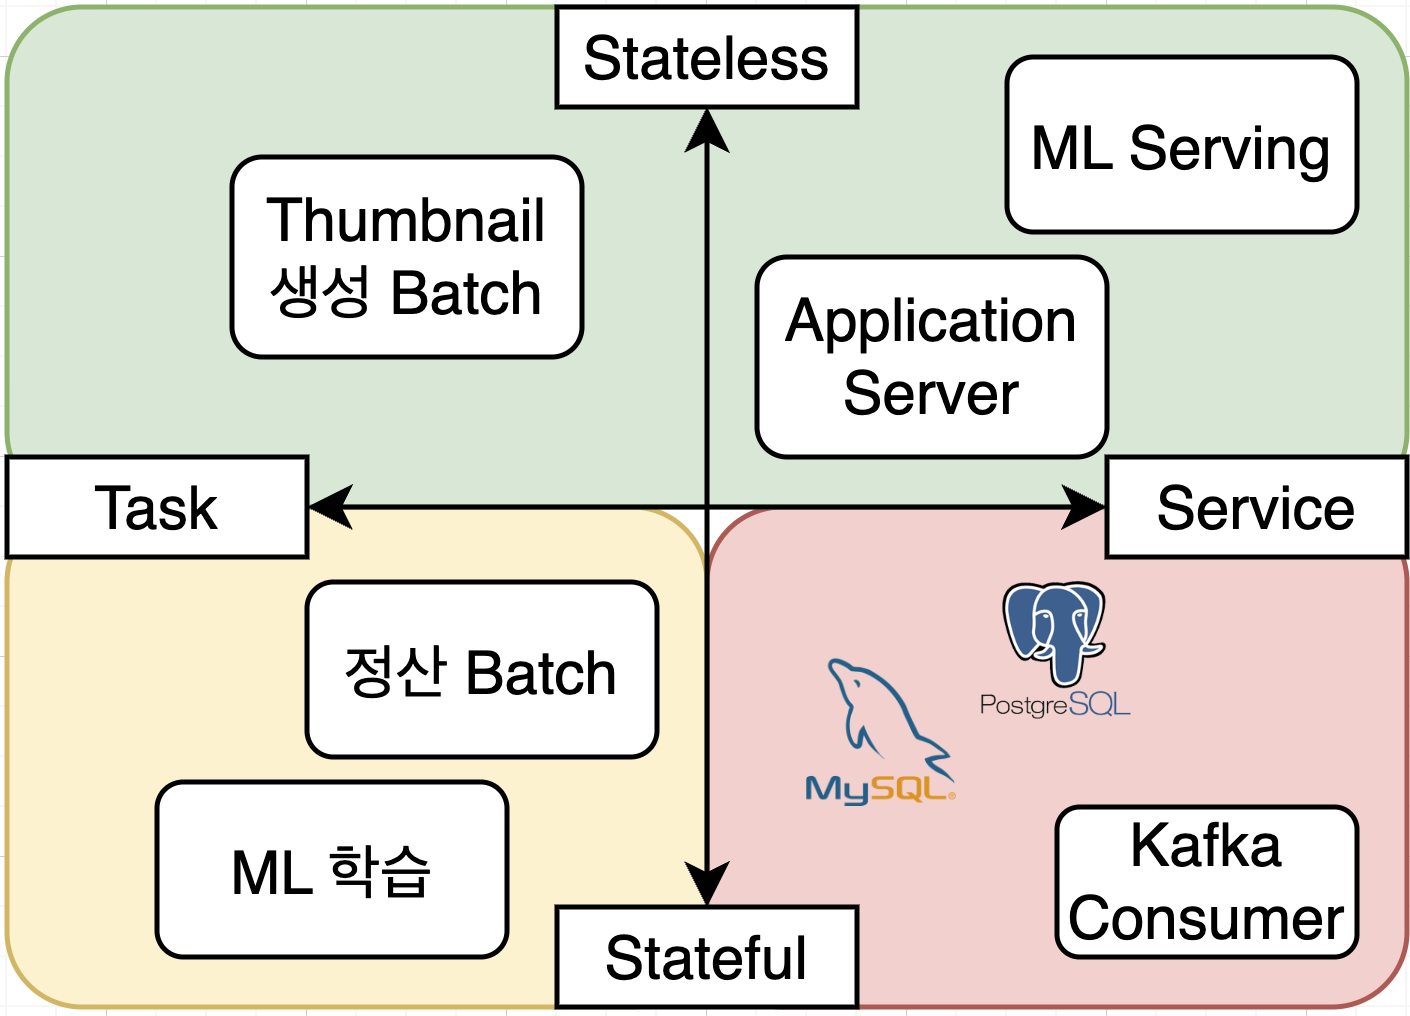 Stateless
ML Serving
Thumbnail
생성 Batch
Application
Server
Task
Service
정산 Batch
PostgreSQL
MySQL®
ML 학습
Kafka
Consumer
Stateful